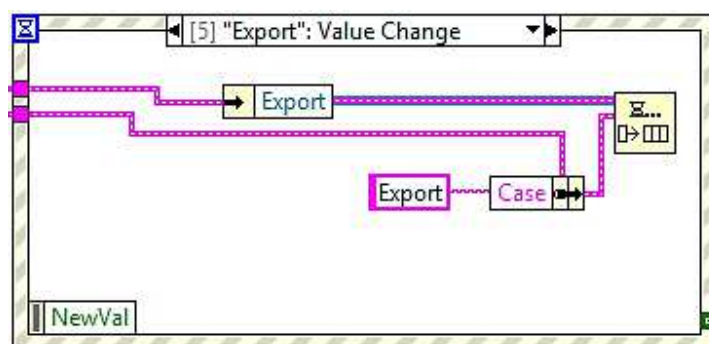 [5] "Export": Value Change
Export
Export
Case
NewVal